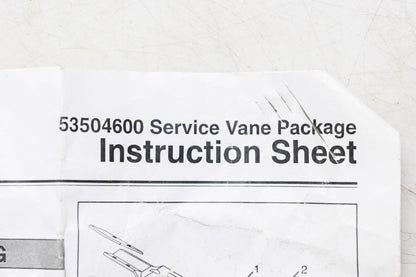 53504600 Service Vane Package
Instruction Sheet
G
1 2